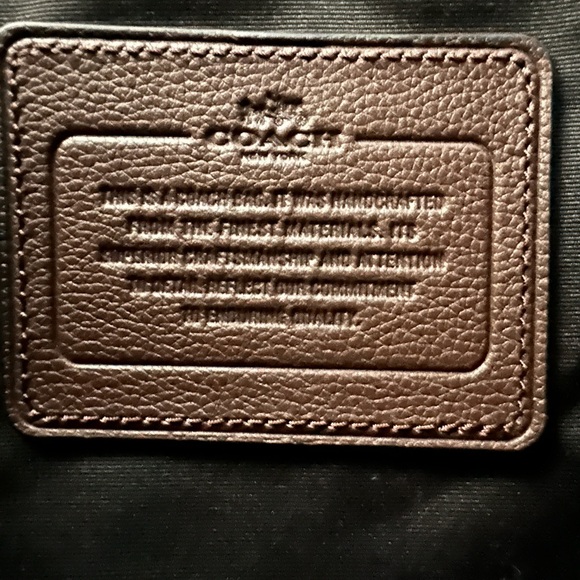 COACH
NEW YORK
THIS IS A COACH BAG. IT WAS HANDCRAFTED
FROM THE FINEST MATERIALS. ITS
SUPERIOR CRAFTSMANSHIP AND ATTENTION
TO DETAIL REFLECT OUR COMMITMENT
TO ENDURING QUALITY.